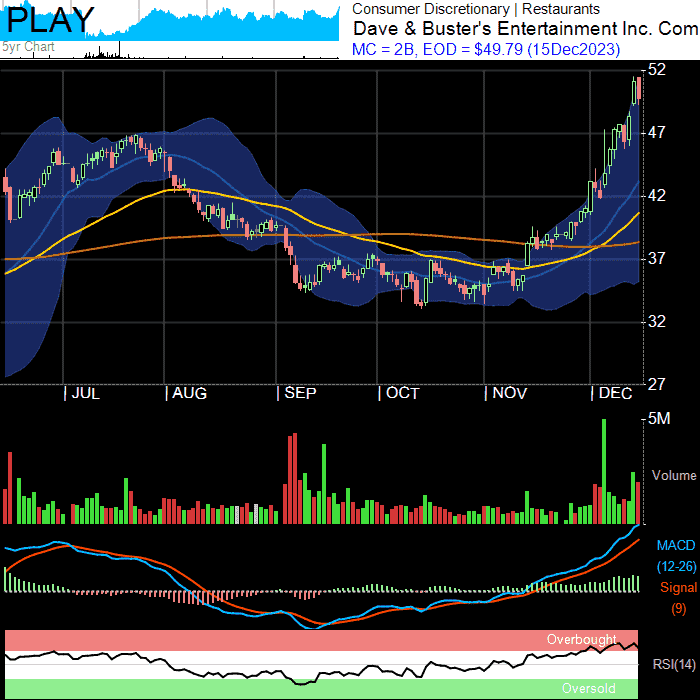 PLAY
Consumer Discretionary | Restaurants
Dave & Buster's Entertainment Inc. Com
MC = 2B, EOD = $49.79 (15Dec2023)
5yr Chart
52
47
42
37
32
27
JUL AUG SEP OCT NOV DEC
5M
Volume
MACD
(12-26)
Signal
(9)
Overbought
RSI(14)
Oversold